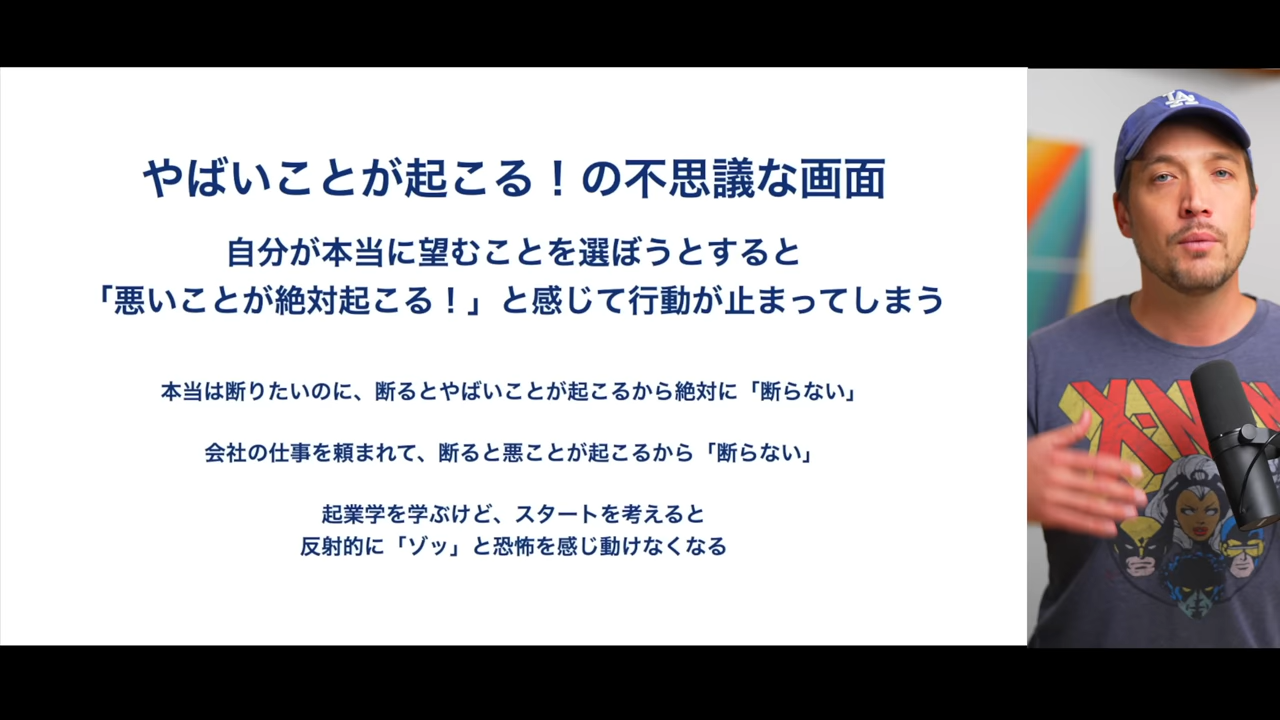 やばいことが起こる！の不思議な画面
自分が本当に望むことを選ぼうとすると
「悪いことが絶対起こる！」と感じて行動が止まってしまう
本当は断りたいのに、断るとやばいことが起こるから絶対に「断らない」
会社の仕事を頼まれて、断ると悪ことが起こるから「断らない」
起業学を学ぶけど、スタートを考えると
反射的に「ゾッ」と恐怖を感じ動けなくなる
LA
X-MEN